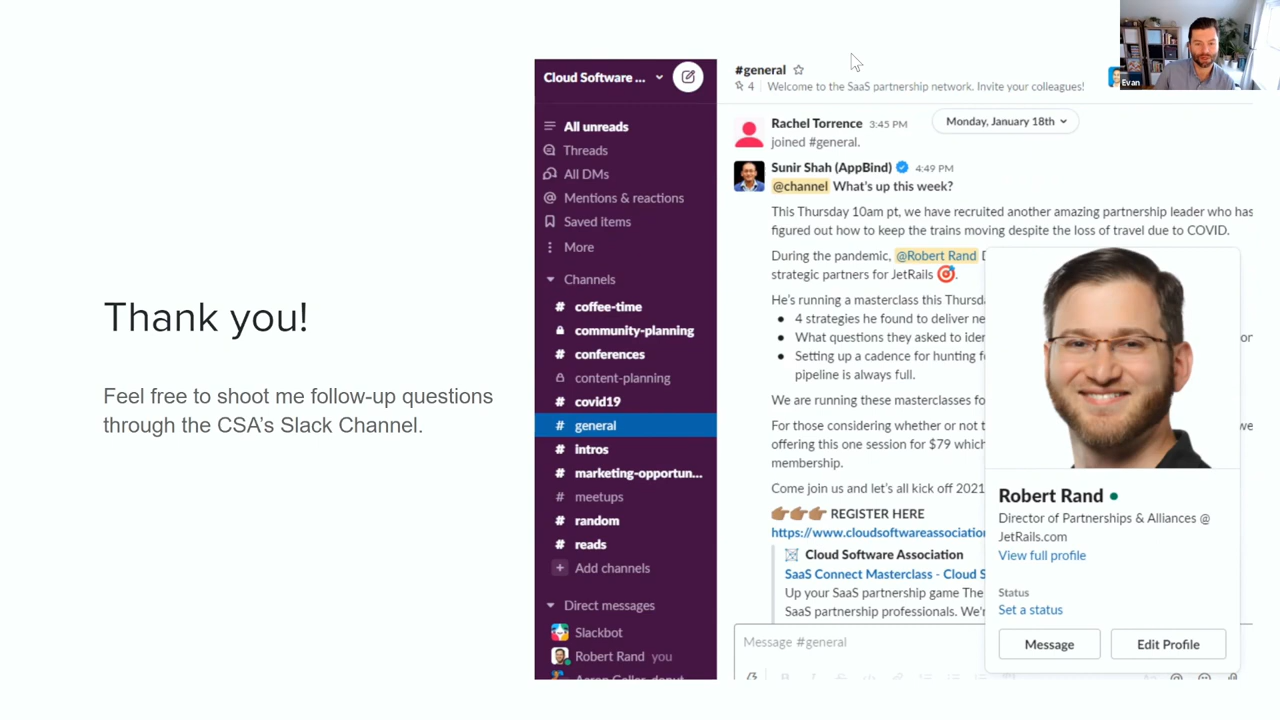 Thank you!
Feel free to shoot me follow-up questions
through the CSA's Slack Channel.
Cloud Software ...
All unreads
Threads
All DMs
Mentions & reactions
Saved items
More
Channels
# coffee-time
community-planning
# conferences
content-planning
# covid19
# general
# intros
# marketing-opportun...
# meetups
# random
# reads
+ Add channels
Direct messages
Slackbot
Robert Rand you
#general
4 | Welcome to the SaaS partnership network. Invite your colleagues!
Monday, January 18th
Rachel Torrence 3:45 PM
joined #general.
Sunir Shah (AppBind) 4:49 PM
@channel What's up this week?
This Thursday 10am pt, we have recruited another amazing partnership leader who has
figured out how to keep the trains moving despite the loss of travel due to COVID.
During the pandemic, @Robert Rand
strategic partners for JetRails
He's running a masterclass this Thursd
• 4 strategies he found to deliver ne
• What questions they asked to ider
• Setting up a cadence for hunting f
pipeline is always full.
We are running these masterclasses fo
For those considering whether or not t
offering this one session for $79 which
membership.
Come join us and let's all kick off 2021
REGISTER HERE
https://www.cloudsoftwareassociation
Cloud Software Association
SaaS Connect Masterclass - Cloud S
Up your SaaS partnership game The
SaaS partnership professionals. We'r
Message #general
Robert Rand
Director of Partnerships & Alliances @
JetRails.com
View full profile
Status
Set a status
Message
Edit Profile
Evan